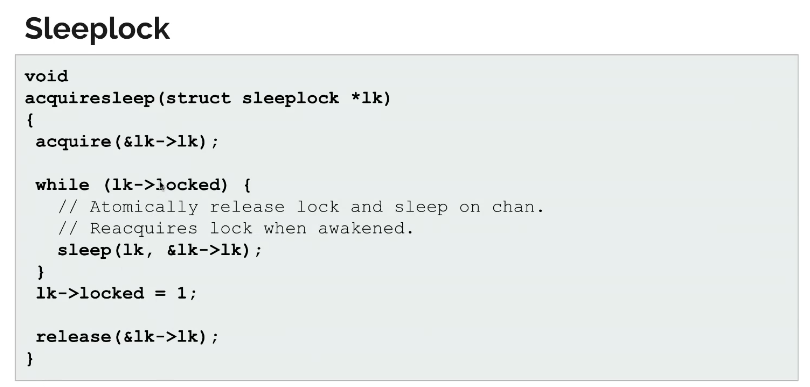 Sleeplock
void
acquiresleep(struct sleeplock *lk)
{
acquire(&lk->lk);
while (lk->locked) {
// Atomically release lock and sleep on chan.
// Reacquires lock when awakened.
sleep(lk, &lk->lk);
}
lk->locked = 1;
release(&lk->lk);
}